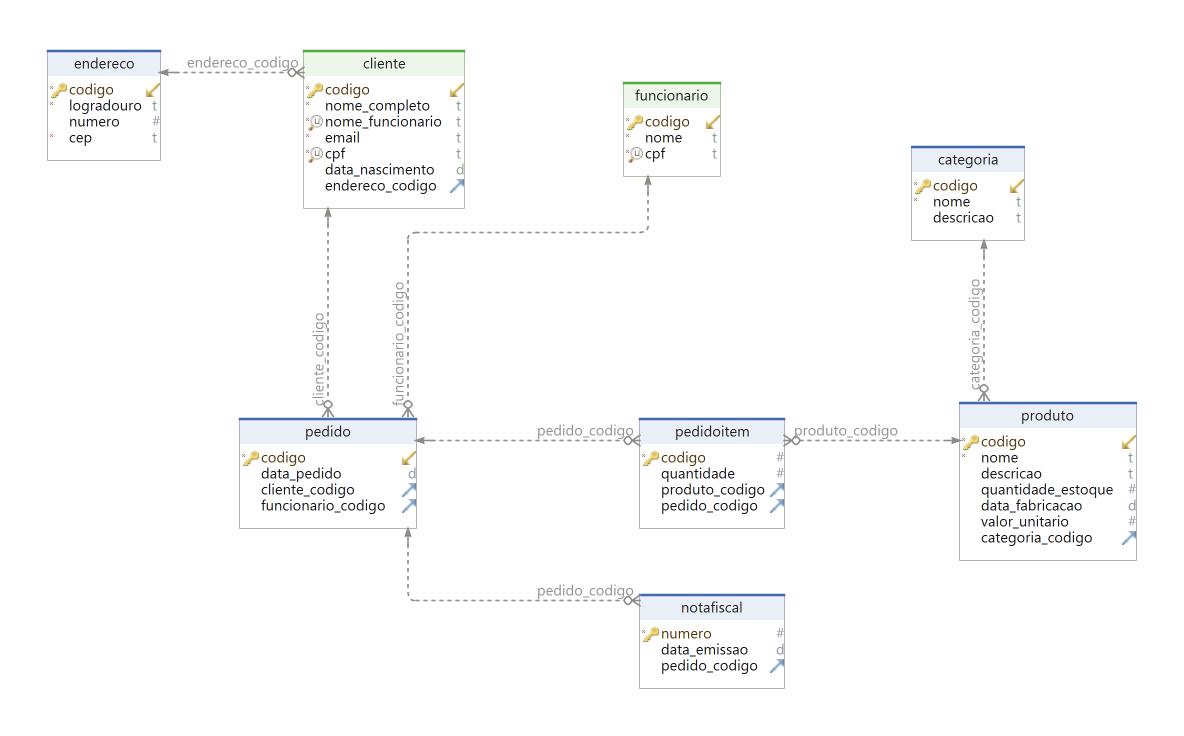 endereco
codigo
logradouro t
numero #
cep t
endereco_codigo
cliente
codigo
nome_completo t
nome_funcionario t
email t
cpf t
data_nascimento d
endereco_codigo
funcionario
codigo
nome t
cpf t
categoria
codigo
nome t
descricao t
cliente_codigo
funcionario_codigo
categoria_codigo
pedido
codigo
data_pedido d
cliente_codigo
funcionario_codigo
pedido_codigo
pedidoitem
codigo #
quantidade #
produto_codigo
pedido_codigo
produto_codigo
produto
codigo
nome t
descricao t
quantidade_estoque #
data_fabricacao d
valor_unitario #
categoria_codigo
pedido_codigo
notafiscal
numero #
data_emissao d
pedido_codigo